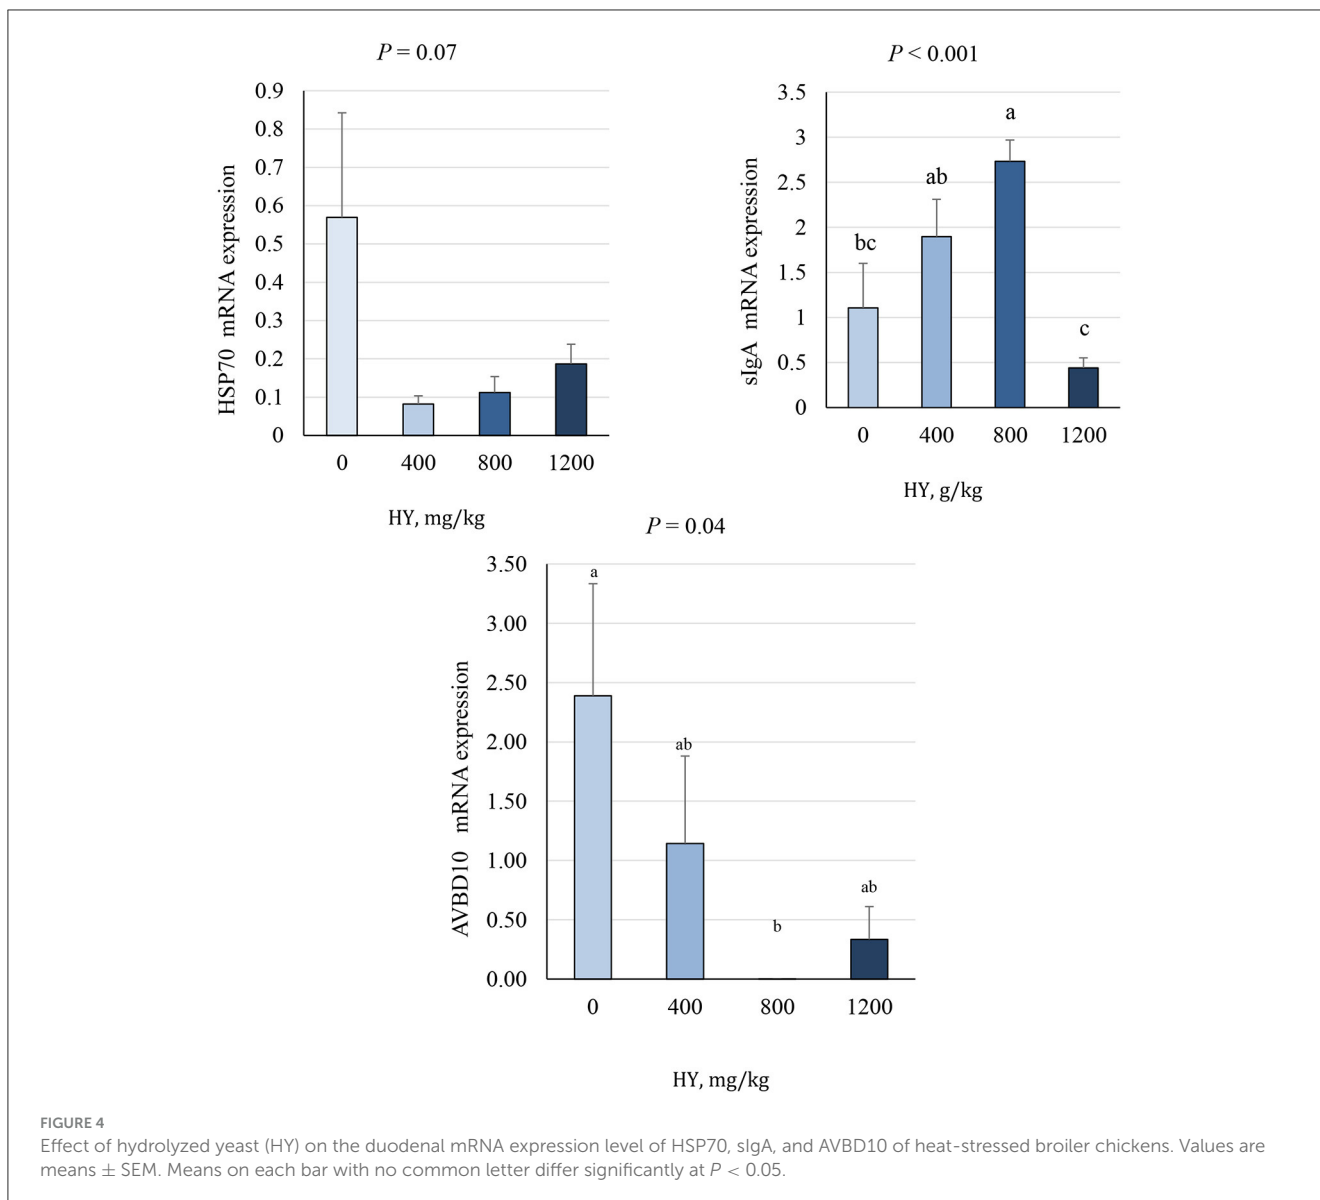 P = 0.07
0.9
0.8
0.7
0.6
0.5
0.4
0.3
0.2
0.1
0
HSP70 mRNA expression
0 400 800 1200
HY, mg/kg
P < 0.001
3.5
3
2.5
2
1.5
1
0.5
0
sIgA mRNA expression
bc
ab
a
c
0 400 800 1200
HY, g/kg
P = 0.04
3.50
3.00
2.50
2.00
1.50
1.00
0.50
0.00
AVBD10 mRNA expression
a
ab
b
ab
0 400 800 1200
HY, mg/kg
FIGURE 4
Effect of hydrolyzed yeast (HY) on the duodenal mRNA expression level of HSP70, sIgA, and AVBD10 of heat-stressed broiler chickens. Values are
means ± SEM. Means on each bar with no common letter differ significantly at P < 0.05.